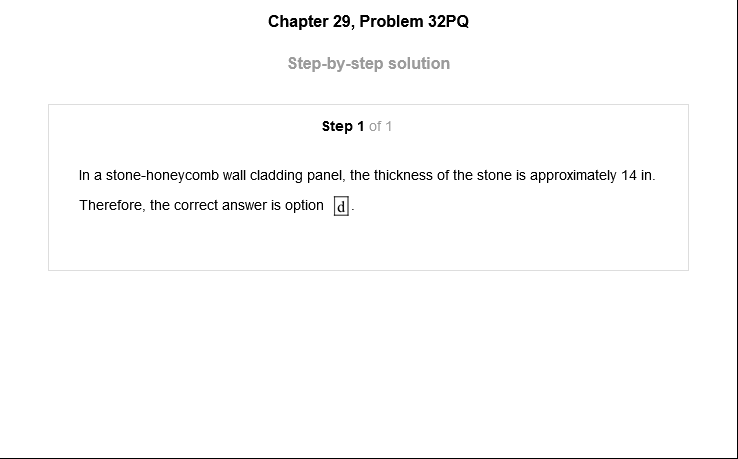 Chapter 29, Problem 32PQ
Step-by-step solution
Step 1 of 1
In a stone-honeycomb wall cladding panel, the thickness of the stone is approximately 14 in.
Therefore, the correct answer is option d.